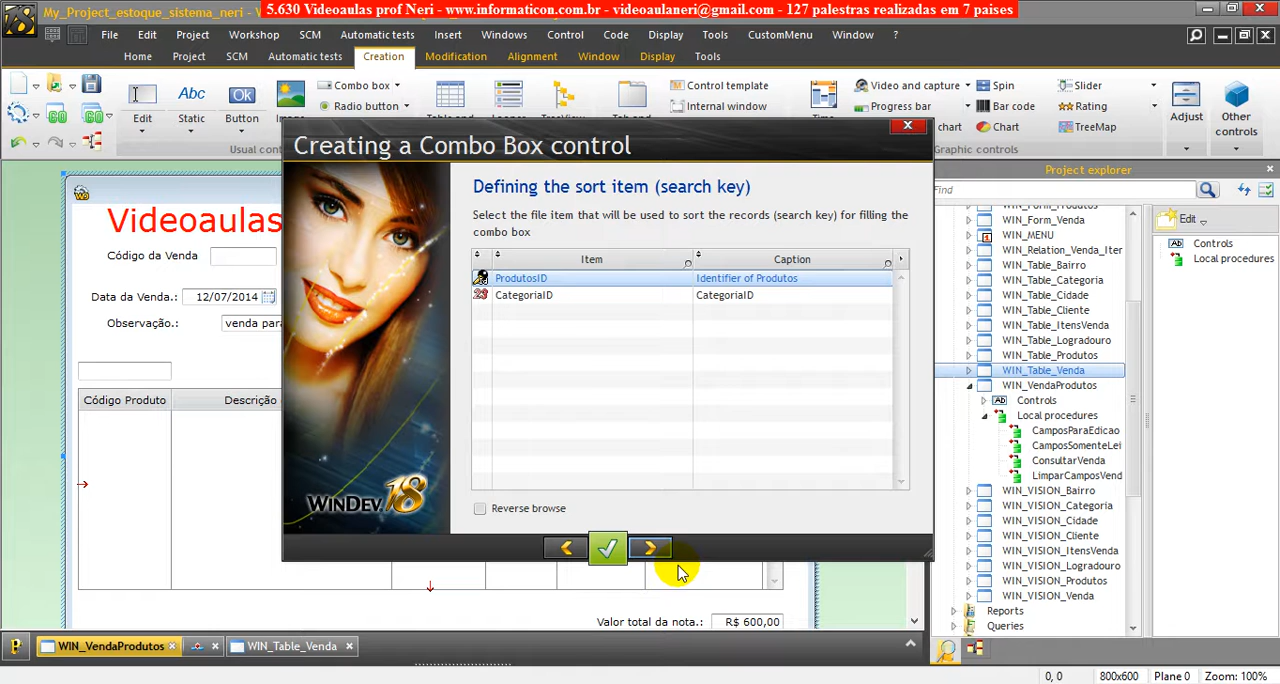 My_Project_estoque_sistema_neri
5.630 Videoaulas prof Neri - www.informaticon.com.br - videoaulaneri@gmail.com - 127 palestras realizadas em 7 paises
File Edit Project Workshop SCM Automatic tests Insert Windows Control Code Display Tools CustomMenu Window ?
Home Project SCM Automatic tests Creation Modification Alignment Window Display Tools
Combo box
Control template
Video and capture
Spin
Slider
Radio button
Internal window
Progress bar
Bar code
Rating
Edit Static Button
chart
Chart
TreeMap
Adjust
Other controls
Graphic controls
Creating a Combo Box control
Defining the sort item (search key)
Select the file item that will be used to sort the records (search key) for filling the
combo box
Item Caption
ProdutosID Identifier of Produtos
CategoriaID CategoriaID
Reverse browse
WINDEV.18
Videoaulas
Código da Venda
Data da Venda.: 12/07/2014
Observação.: venda para
Código Produto Descrição
Valor total da nota.: R$ 600,00
Project explorer
Find
Edit
Controls
Local procedures
WIN_Form_Produtos
WIN_Form_Venda
WIN_MENU
WIN_Relation_Venda_Iter
WIN_Table_Bairro
WIN_Table_Categoria
WIN_Table_Cidade
WIN_Table_Cliente
WIN_Table_ItensVenda
WIN_Table_Logradouro
WIN_Table_Produtos
WIN_Table_Venda
WIN_VendaProdutos
Controls
Local procedures
CamposParaEdicao
CamposSomenteLei
ConsultarVenda
LimparCamposVend
WIN_VISION_Bairro
WIN_VISION_Categoria
WIN_VISION_Cidade
WIN_VISION_Cliente
WIN_VISION_ItensVenda
WIN_VISION_Logradouro
WIN_VISION_Produtos
WIN_VISION_Venda
Reports
Queries
WIN_VendaProdutos
WIN_Table_Venda
0, 0 800x600 Plane 0 Zoom: 100%